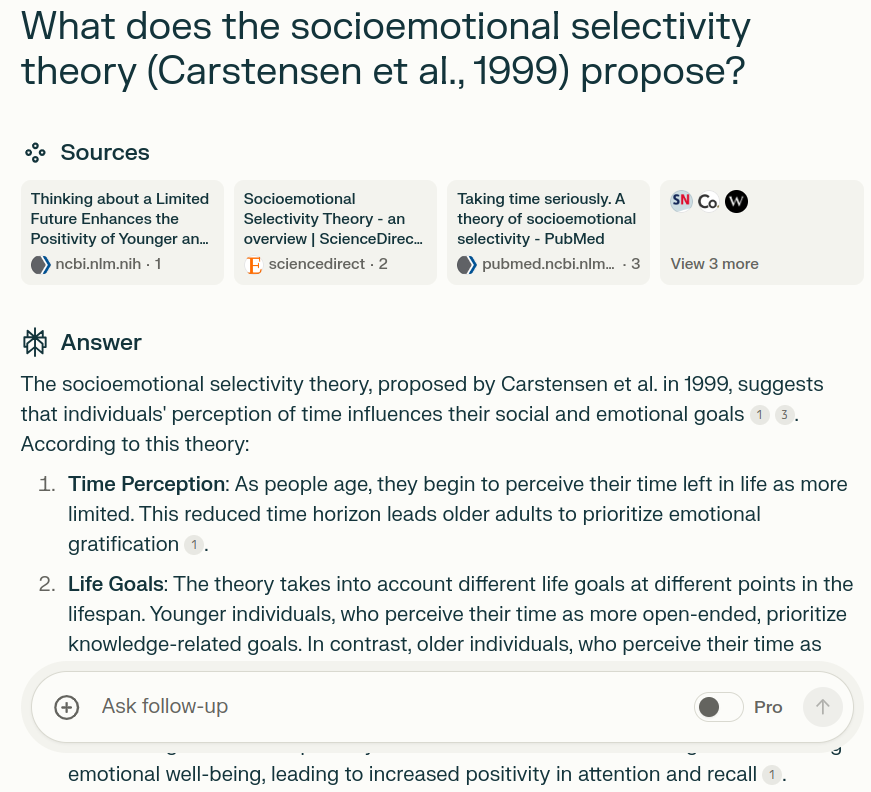 What does the socioemotional selectivity
theory (Carstensen et al., 1999) propose?
Sources
Thinking about a Limited
Future Enhances the
Positivity of Younger an...
ncbi.nlm.nih · 1
Socioemotional
Selectivity Theory - an
overview | ScienceDirec...
sciencedirect · 2
Taking time seriously. A
theory of socioemotional
selectivity - PubMed
pubmed.ncbi.nlm... · 3
SN Co. W
View 3 more
Answer
The socioemotional selectivity theory, proposed by Carstensen et al. in 1999, suggests
that individuals' perception of time influences their social and emotional goals 1 3.
According to this theory:
1. Time Perception: As people age, they begin to perceive their time left in life as more
limited. This reduced time horizon leads older adults to prioritize emotional
gratification 1.
2. Life Goals: The theory takes into account different life goals at different points in the
lifespan. Younger individuals, who perceive their time as more open-ended, prioritize
knowledge-related goals. In contrast, older individuals, who perceive their time as
Ask follow-up
Pro
emotional well-being, leading to increased positivity in attention and recall 1.